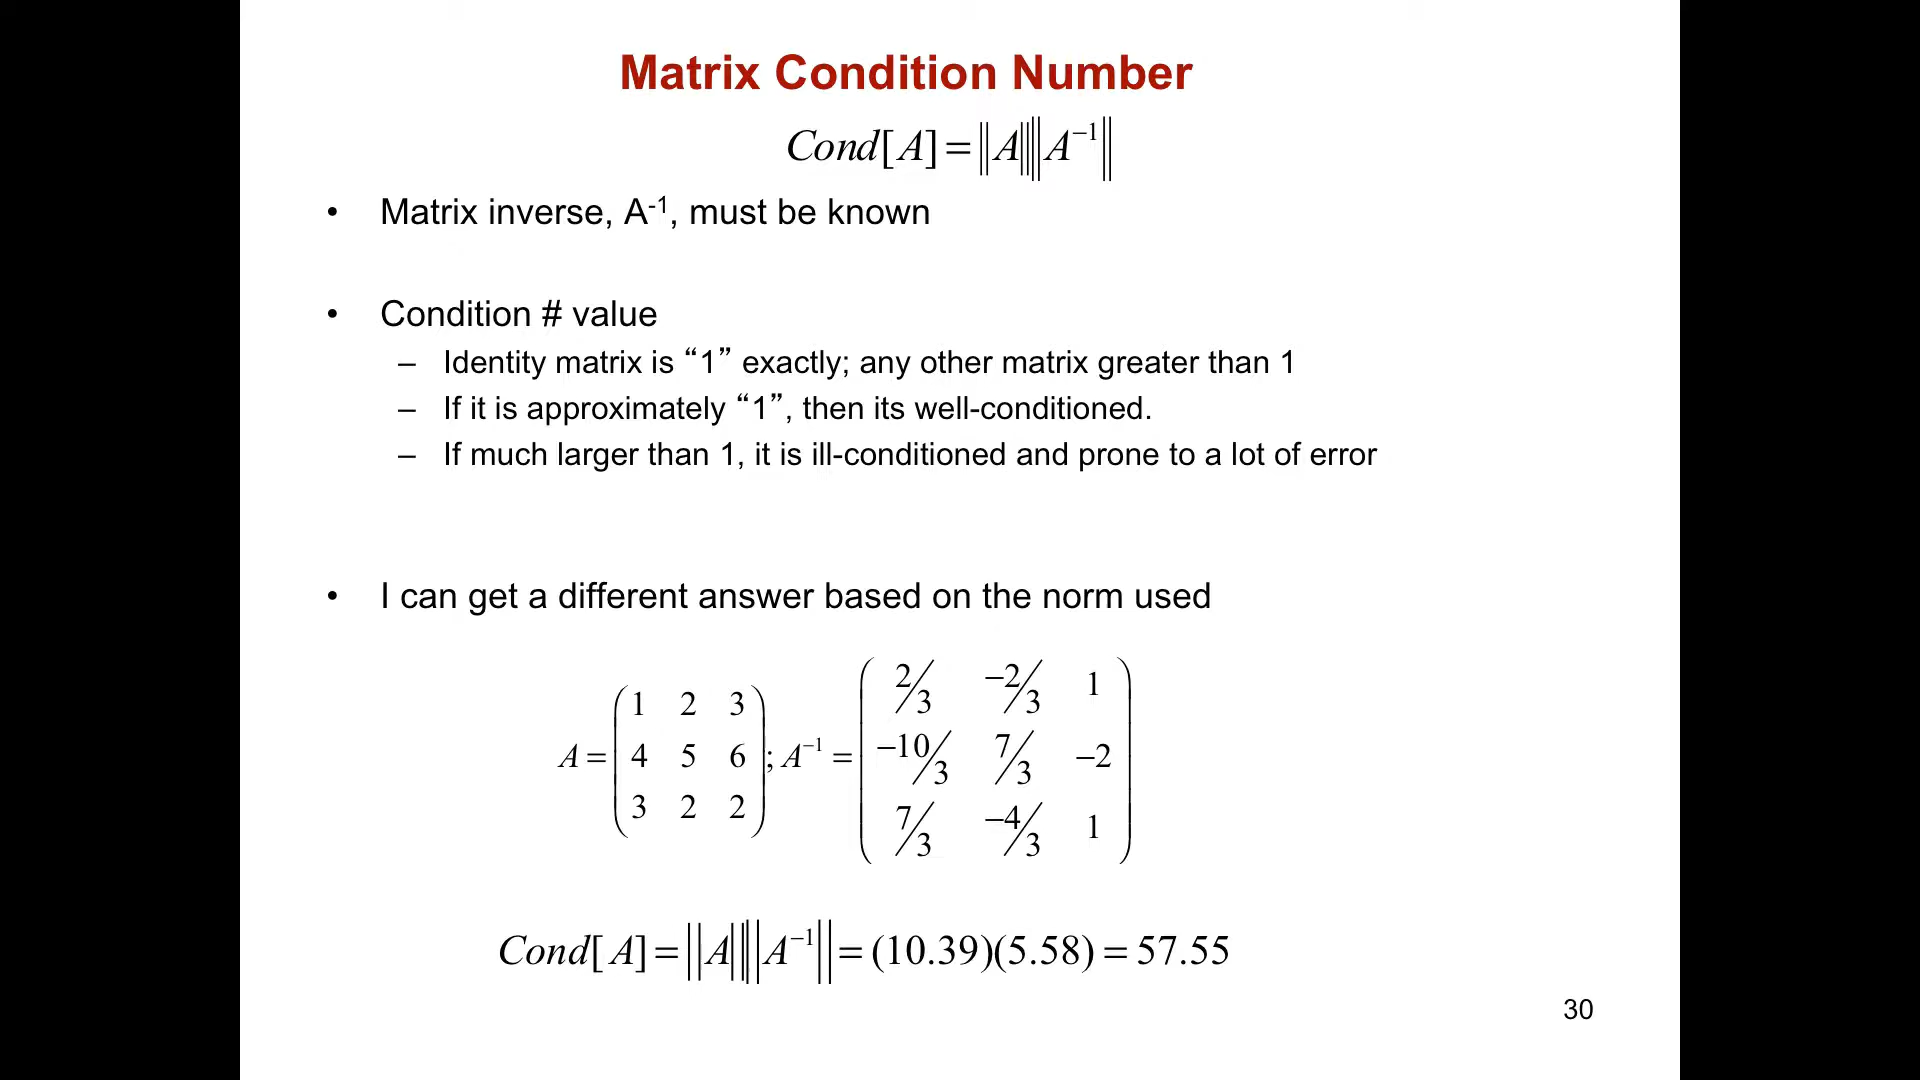 Matrix Condition Number
Cond[A] = ‖A‖‖A⁻¹‖
• Matrix inverse, A⁻¹, must be known
• Condition # value
– Identity matrix is “1” exactly; any other matrix greater than 1
– If it is approximately “1”, then its well-conditioned.
– If much larger than 1, it is ill-conditioned and prone to a lot of error
• I can get a different answer based on the norm used
A = (1 2 3; 4 5 6; 3 2 2); A⁻¹ = (2/3 −2/3 1; −10/3 7/3 −2; 7/3 −4/3 1)
Cond[A] = ‖A‖‖A⁻¹‖ = (10.39)(5.58) = 57.55
30